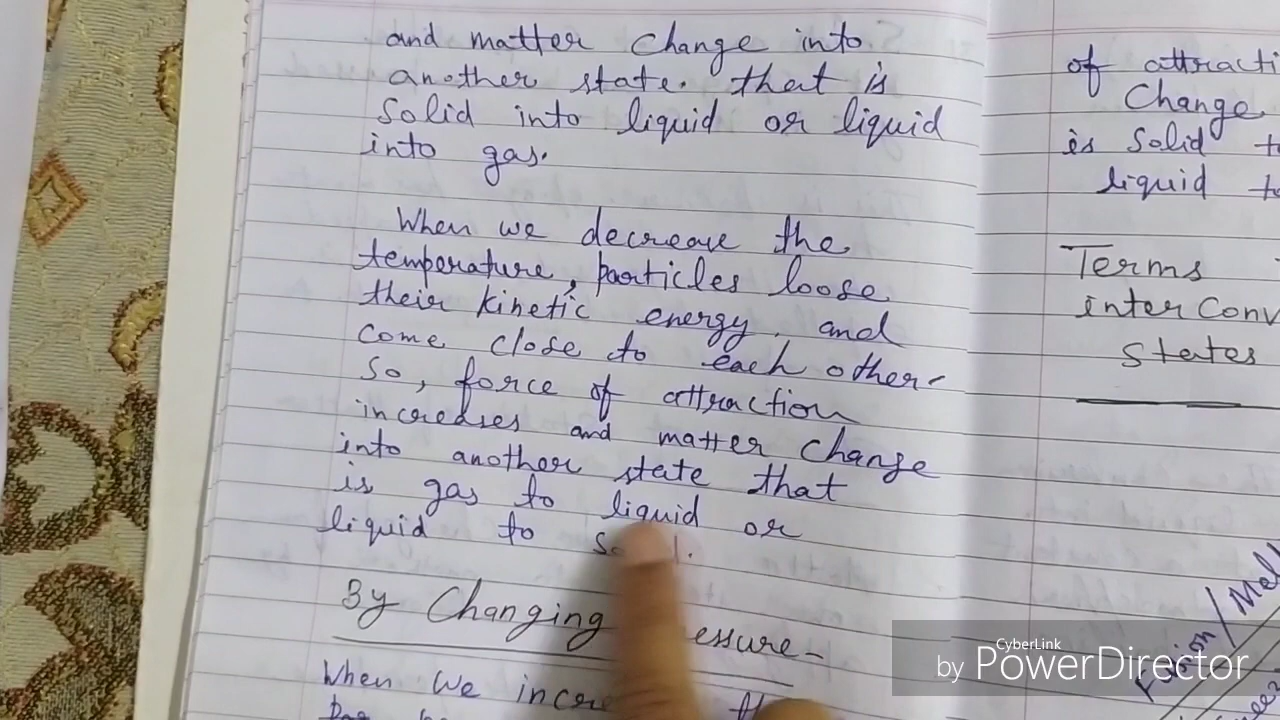 and matter change into
another state. that is
Solid into liquid or liquid
into gas.
When we decrease the
temperature, particles loose
their kinetic energy, and
come close to each other-
So, force of attraction
increases and matter change
into another state that
is gas to liquid or
liquid to
By Changing
When we
of
Change
is Solid
liquid
Terms
inter
states
Fusion/
CyberLink
by PowerDirector